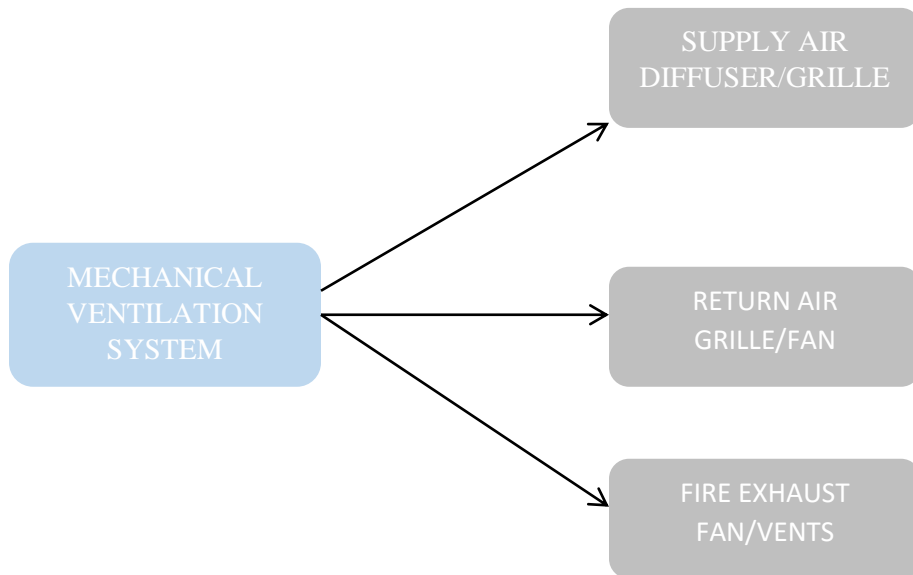 SUPPLY AIR
DIFFUSER/GRILLE
MECHANICAL
VENTILATION
SYSTEM
RETURN AIR
GRILLE/FAN
FIRE EXHAUST
FAN/VENTS